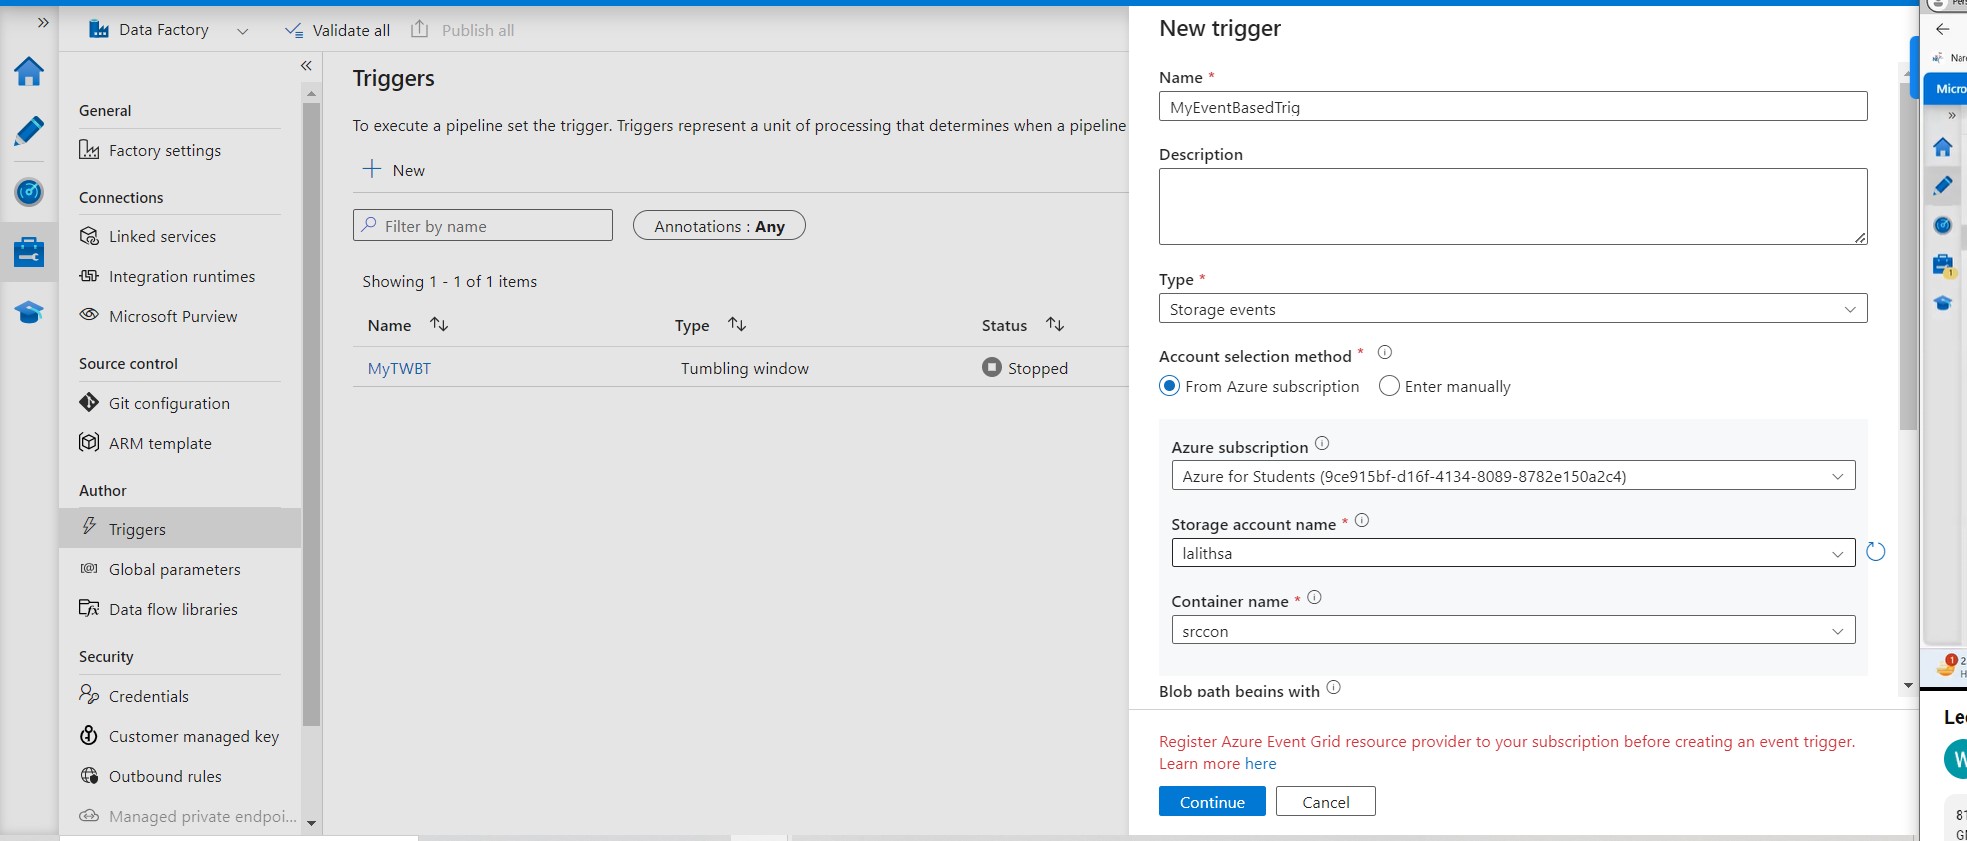 Data Factory
Validate all
Publish all
General
Factory settings
Connections
Linked services
Integration runtimes
Microsoft Purview
Source control
Git configuration
ARM template
Author
Triggers
Global parameters
Data flow libraries
Security
Credentials
Customer managed key
Outbound rules
Managed private endpoi...
Triggers
To execute a pipeline set the trigger. Triggers represent a unit of processing that determines when a pipeline
New
Filter by name
Annotations : Any
Showing 1 - 1 of 1 items
Name Type Status
MyTWBT Tumbling window Stopped
New trigger
Name *
MyEventBasedTrig
Description
Type *
Storage events
Account selection method *
From Azure subscription Enter manually
Azure subscription
Azure for Students (9ce915bf-d16f-4134-8089-8782e150a2c4)
Storage account name *
lalithsa
Container name *
srccon
Blob path begins with
Register Azure Event Grid resource provider to your subscription before creating an event trigger.
Learn more here
Continue Cancel
Micro
1
1
W